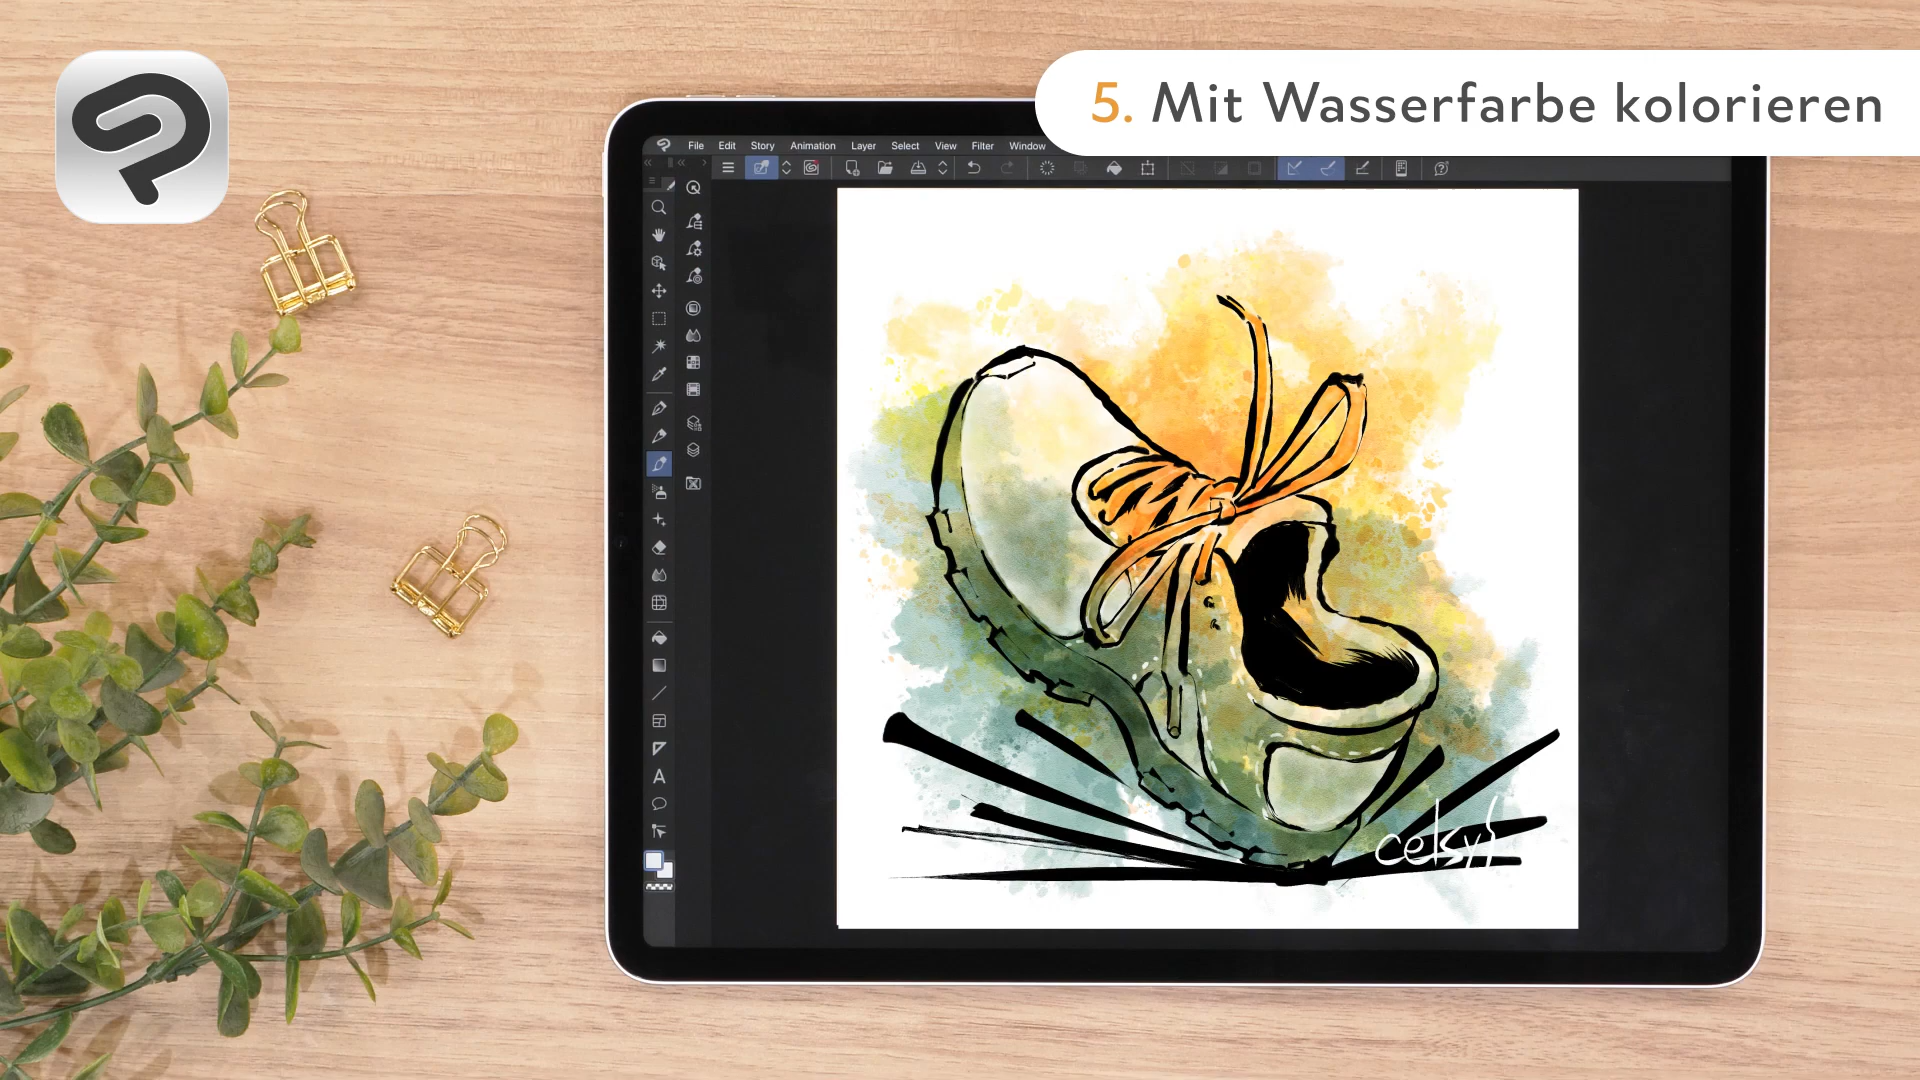 5. Mit Wasserfarbe kolorieren
File Edit Story Animation Layer Select View Filter Window
A
celsys